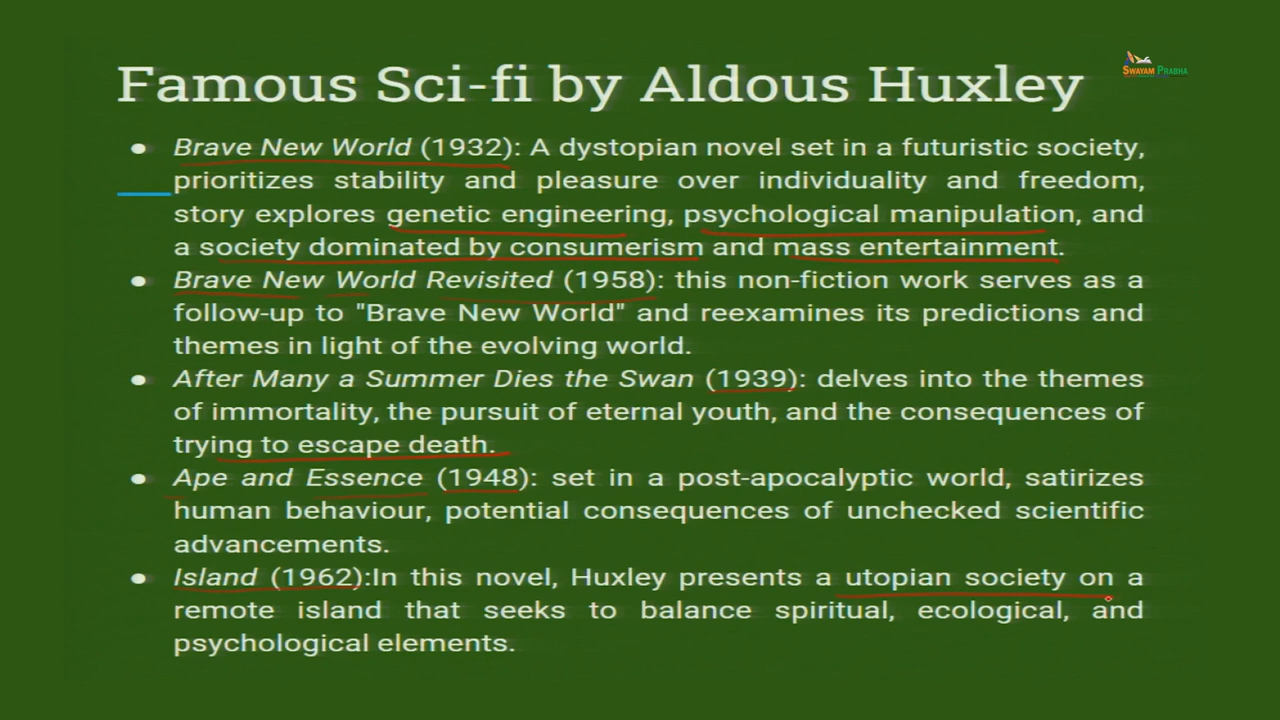 SWAYAM PRABHA
Famous Sci-fi by Aldous Huxley
● Brave New World (1932): A dystopian novel set in a futuristic society,
prioritizes stability and pleasure over individuality and freedom,
story explores genetic engineering, psychological manipulation, and
a society dominated by consumerism and mass entertainment.
● Brave New World Revisited (1958): this non-fiction work serves as a
follow-up to "Brave New World" and reexamines its predictions and
themes in light of the evolving world.
● After Many a Summer Dies the Swan (1939): delves into the themes
of immortality, the pursuit of eternal youth, and the consequences of
trying to escape death.
● Ape and Essence (1948): set in a post-apocalyptic world, satirizes
human behaviour, potential consequences of unchecked scientific
advancements.
● Island (1962):In this novel, Huxley presents a utopian society on a
remote island that seeks to balance spiritual, ecological, and
psychological elements.